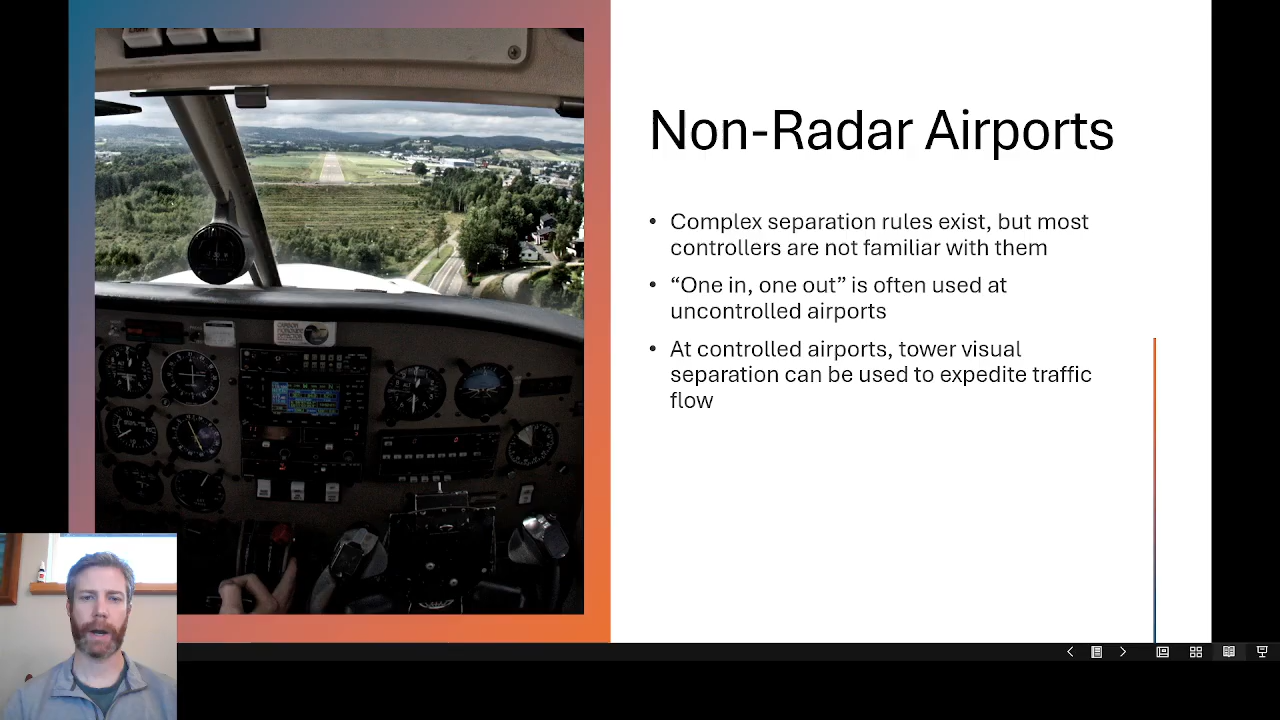 Non-Radar Airports
• Complex separation rules exist, but most
controllers are not familiar with them
• “One in, one out” is often used at
uncontrolled airports
• At controlled airports, tower visual
separation can be used to expedite traffic
flow